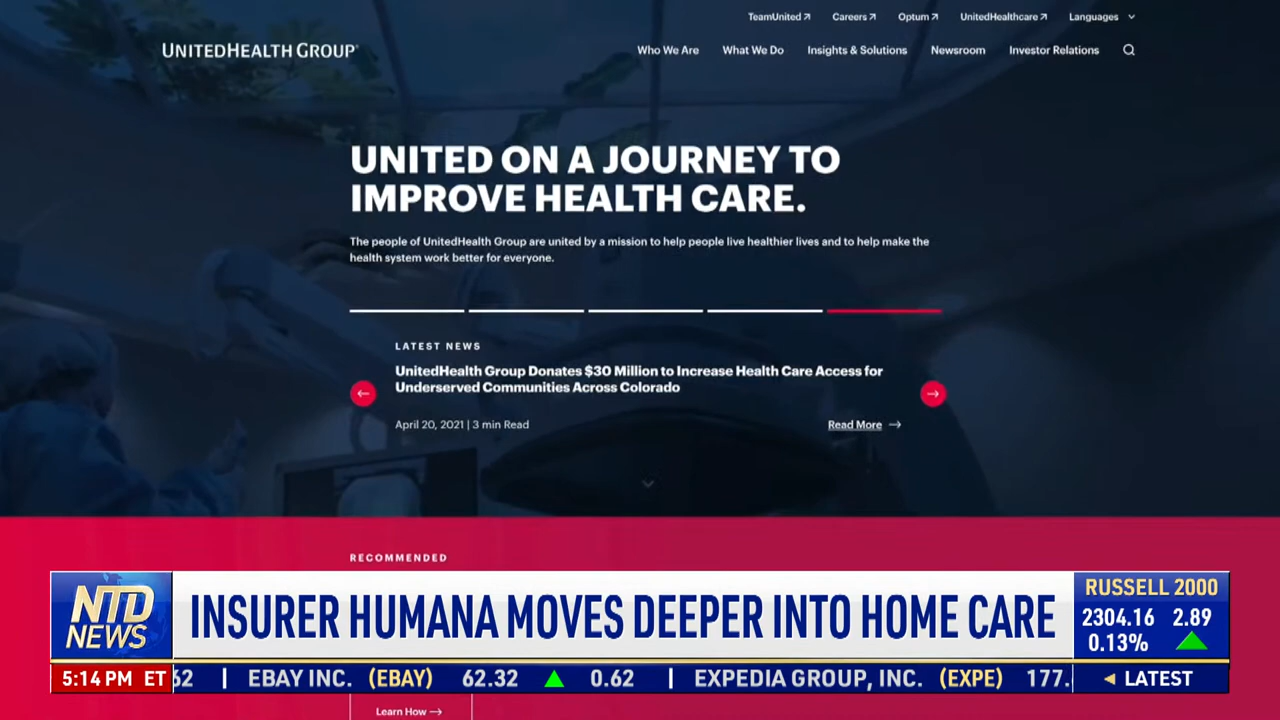 TeamUnited Careers Optum UnitedHealthcare Languages
UNITEDHEALTH GROUP
Who We Are What We Do Insights & Solutions Newsroom Investor Relations
UNITED ON A JOURNEY TO
IMPROVE HEALTH CARE.
The people of UnitedHealth Group are united by a mission to help people live healthier lives and to help make the
health system work better for everyone.
LATEST NEWS
UnitedHealth Group Donates $30 Million to Increase Health Care Access for
Underserved Communities Across Colorado
April 20, 2021 | 3 min Read
Read More →
RECOMMENDED
NTD
NEWS
INSURER HUMANA MOVES DEEPER INTO HOME CARE
RUSSELL 2000
2304.16 2.89
0.13%
5:14 PM ET
62 | EBAY INC. (EBAY) 62.32 ▲ 0.62 | EXPEDIA GROUP, INC. (EXPE) 177.
◄ LATEST
Learn How →